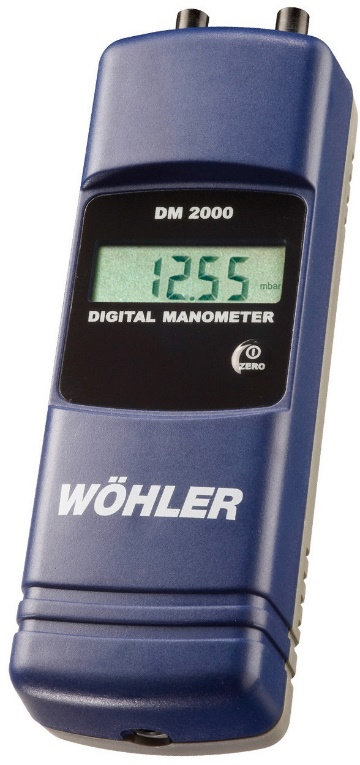 DM 2000
12.55
mbar
DIGITAL MANOMETER
ZERO
WÖHLER